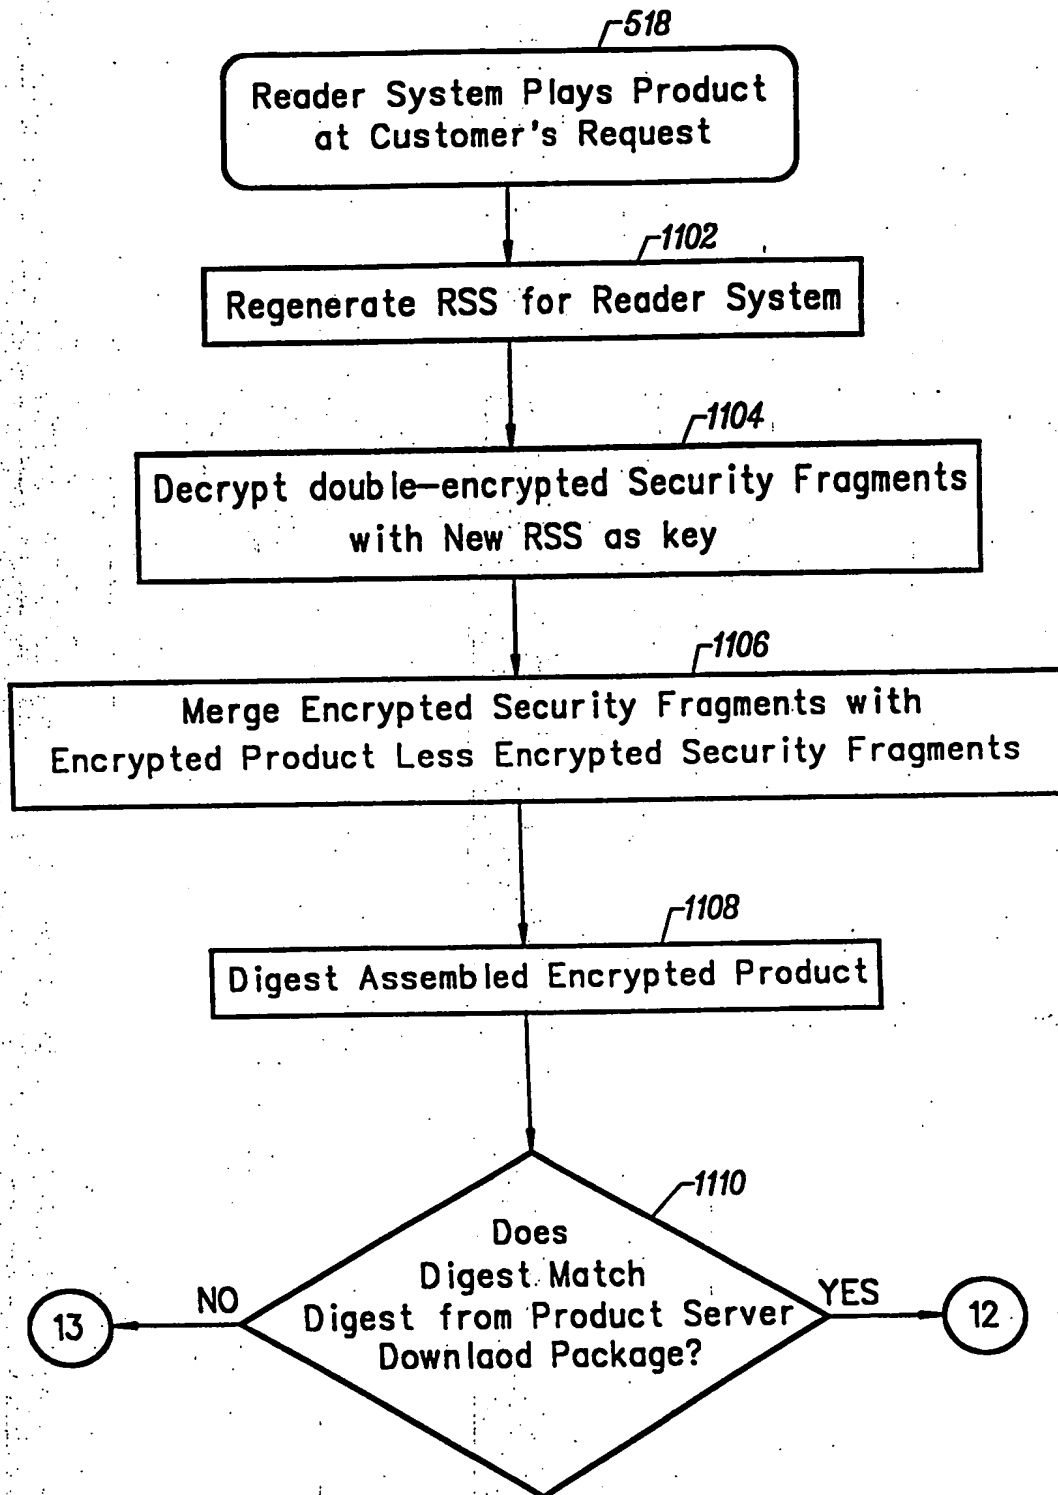 518
Reader System Plays Product
at Customer's Request
1102
Regenerate RSS for Reader System
1104
Decrypt double-encrypted Security Fragments
with New RSS as key
1106
Merge Encrypted Security Fragments with
Encrypted Product Less Encrypted Security Fragments
1108
Digest Assembled Encrypted Product
1110
Does
Digest Match
Digest from Product Server
Downlaod Package?
NO
YES
13
12